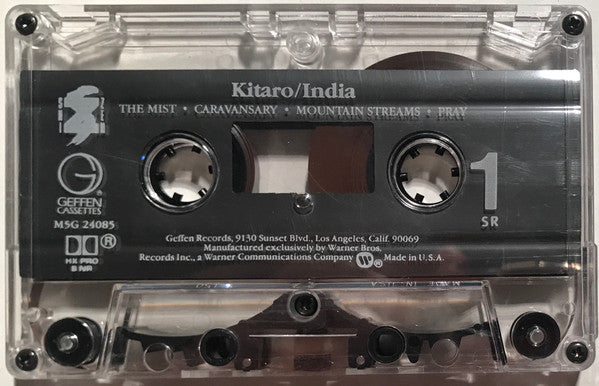 Kitaro/India
THE MIST • CARAVANSARY • MOUNTAIN STREAMS • PRAY
G
GEFFEN
CASSETTES
M5G 24085
1
SR
HX PRO
B NR
Geffen Records, 9130 Sunset Blvd., Los Angeles, Calif. 90069
Manufactured exclusively by Warner Bros.
Records Inc., a Warner Communications Company ® Made in U.S.A.